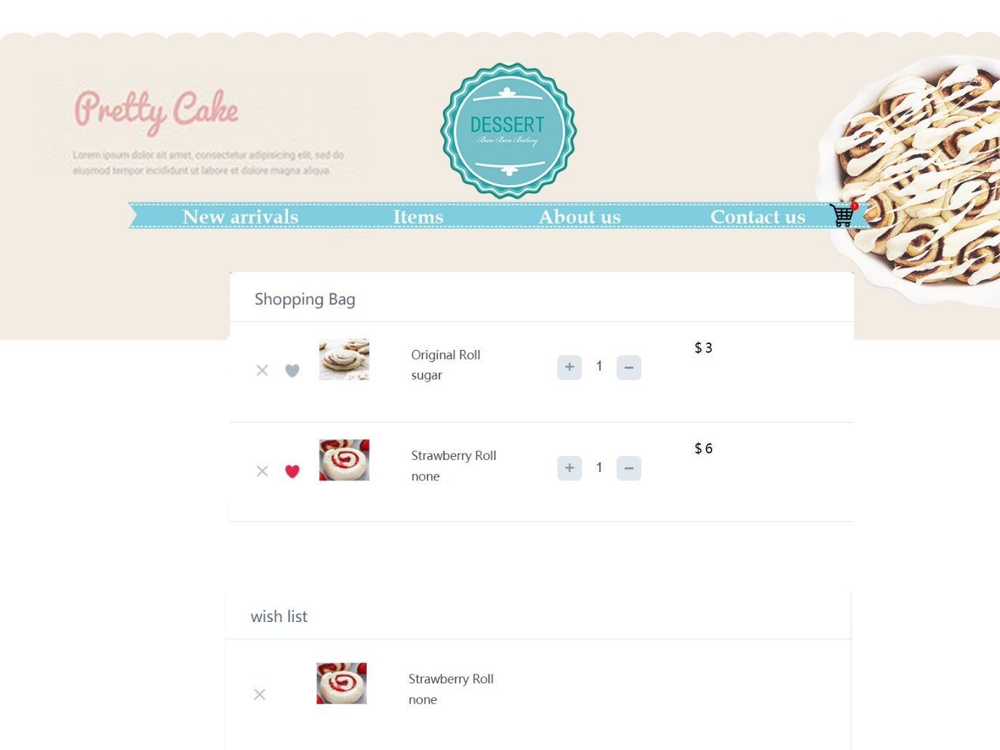 Pretty Cake
Lorem ipsum dolor sit amet, consectetur adipisicing elit, sed do
eiusmod tempor incididunt ut labore et dolore magna aliqua.
DESSERT
Bun Bun Bakery
New arrivals
Items
About us
Contact us
1
Shopping Bag
Original Roll
sugar
+ 1 −
$ 3
Strawberry Roll
none
+ 1 −
$ 6
wish list
Strawberry Roll
none